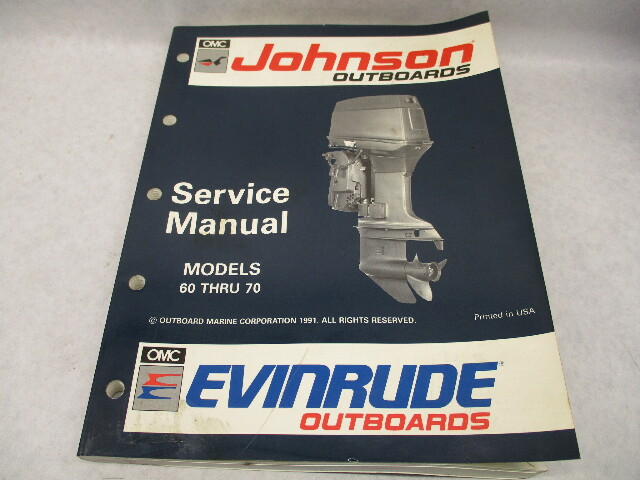 OMC
Johnson
OUTBOARDS
Service
Manual
MODELS
60 THRU 70
© OUTBOARD MARINE CORPORATION 1991. ALL RIGHTS RESERVED.
Printed in USA
OMC
EVINRUDE®
OUTBOARDS